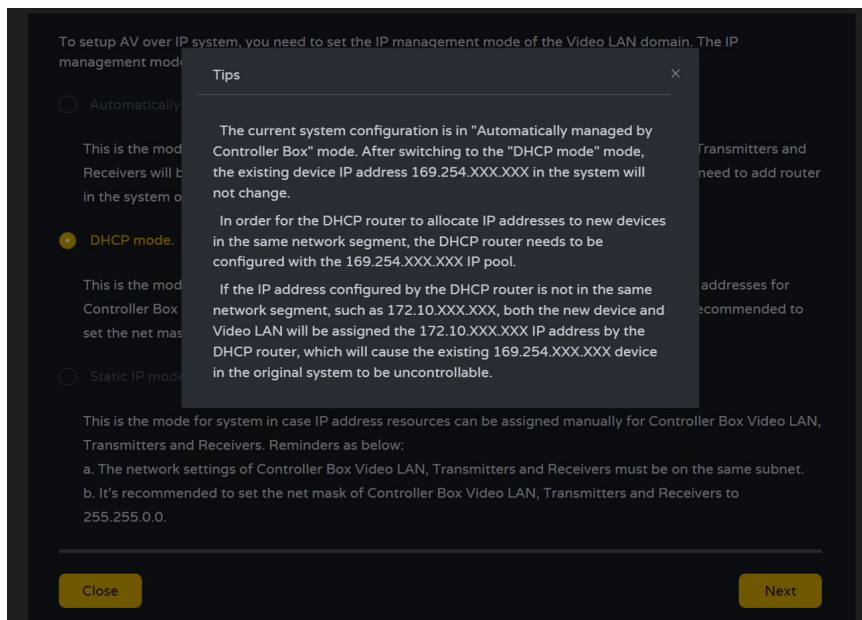 To setup AV over IP system, you need to set the IP management mode of the Video LAN domain. The IP
management mode
Tips
×
Automatically
The current system configuration is in "Automatically managed by
Controller Box" mode. After switching to the "DHCP mode" mode,
the existing device IP address 169.254.XXX.XXX in the system will
not change.
In order for the DHCP router to allocate IP addresses to new devices
in the same network segment, the DHCP router needs to be
configured with the 169.254.XXX.XXX IP pool.
If the IP address configured by the DHCP router is not in the same
network segment, such as 172.10.XXX.XXX, both the new device and
Video LAN will be assigned the 172.10.XXX.XXX IP address by the
DHCP router, which will cause the existing 169.254.XXX.XXX device
in the original system to be uncontrollable.
This is the mod Transmitters and
Receivers will b need to add router
in the system o
DHCP mode.
This is the mod addresses for
Controller Box ecommended to
set the net mas
Static IP mode
This is the mode for system in case IP address resources can be assigned manually for Controller Box Video LAN,
Transmitters and Receivers. Reminders as below:
a. The network settings of Controller Box Video LAN, Transmitters and Receivers must be on the same subnet.
b. It's recommended to set the net mask of Controller Box Video LAN, Transmitters and Receivers to
255.255.0.0.
Close
Next